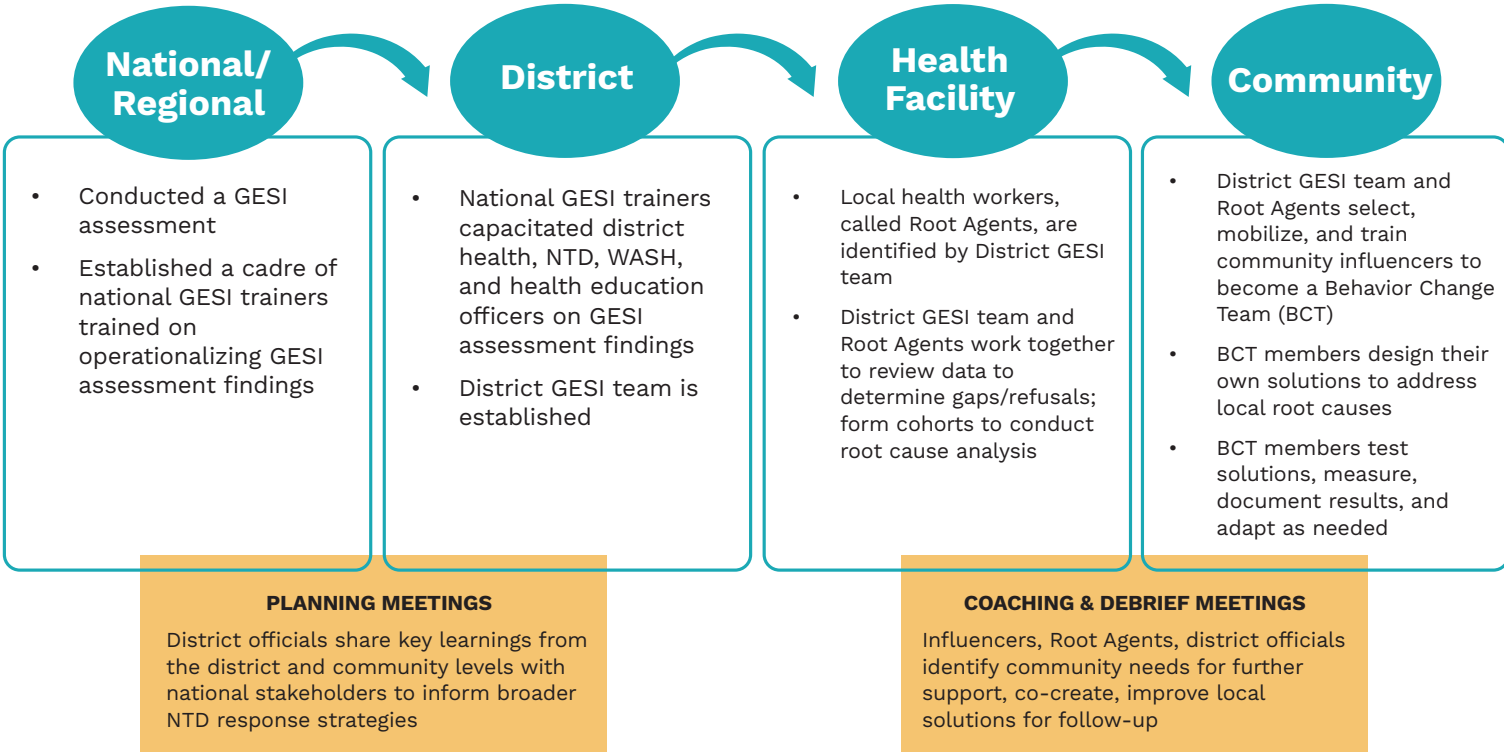 National/
Regional
• Conducted a GESI
assessment
• Established a cadre of
national GESI trainers
trained on
operationalizing GESI
assessment findings
District
• National GESI trainers
capacitated district
health, NTD, WASH,
and health education
officers on GESI
assessment findings
• District GESI team is
established
Health
Facility
• Local health workers,
called Root Agents, are
identified by District GESI
team
• District GESI team and
Root Agents work together
to review data to
determine gaps/refusals;
form cohorts to conduct
root cause analysis
Community
• District GESI team and
Root Agents select,
mobilize, and train
community influencers to
become a Behavior Change
Team (BCT)
• BCT members design their
own solutions to address
local root causes
• BCT members test
solutions, measure,
document results, and
adapt as needed
PLANNING MEETINGS
District officials share key learnings from
the district and community levels with
national stakeholders to inform broader
NTD response strategies
COACHING & DEBRIEF MEETINGS
Influencers, Root Agents, district officials
identify community needs for further
support, co-create, improve local
solutions for follow-up